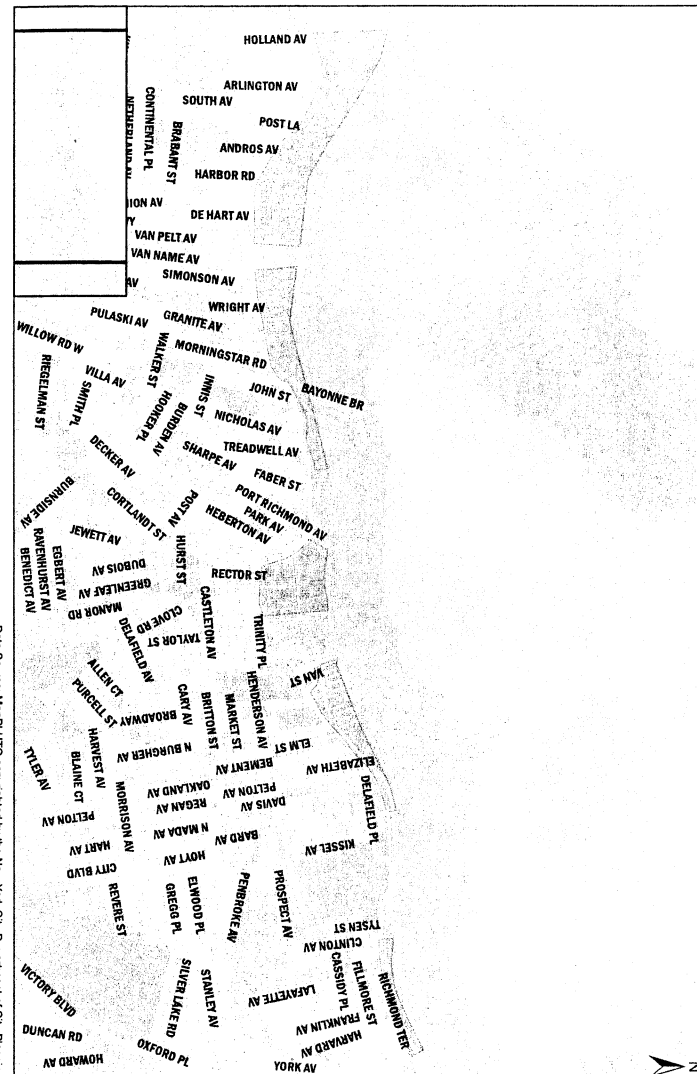 HOLLAND AV
ARLINGTON AV
SOUTH AV
CONTINENTAL PL
POST LA
BRABANT ST
ANDROS AV
HARBOR RD
DE HART AV
VAN PELT AV
VAN NAME AV
AV
SIMONSON AV
WRIGHT AV
PULASKI AV
GRANITE AV
WILLOW RD W
WALKER ST
MORNINGSTAR RD
RIEGELMAN ST
VILLA AV
SMITH PL
INNIS ST
JOHN ST
BAYONNE BR
HOOKER PL
BURDEN AV
NICHOLAS AV
TREADWELL AV
DECKER AV
SHARPE AV
FABER ST
BURNSIDE AV
CORTLANDT ST
POST AV
PORT RICHMOND AV
PARK AV
HEBERTON AV
JEWETT AV
HURST ST
EGBERT AV
RAVENHURST AV
BENEDICT AV
DUBOIS AV
GREENLEAF AV
RECTOR ST
MANOR RD
CLOVE RD
CASTLETON AV
TAYLOR ST
TRINITY PL
DELAFIELD AV
ALLEN CT
VAN ST
PURCELL ST
CARY AV
BRITTON ST
MARKET ST
HENDERSON AV
BROADWAY
N BURGHER AV
ELM ST
BEMENT AV
ELIZABETH AV
TYLER AV
HARVEST AV
BLAINE CT
MORRISON AV
OAKLAND AV
PELTON AV
REGAN AV
DAVIS AV
DELAFIELD PL
PELTON AV
N MADA AV
BARD AV
HART AV
HOYT AV
KISSEL AV
CITY BLVD
REVERE ST
GREGG PL
ELWOOD PL
PENBROKE AV
PROSPECT AV
TYSEN ST
CLINTON AV
VICTORY BLVD
SILVER LAKE RD
STANLEY AV
LAFAYETTE AV
CASSIDY PL
FILLMORE ST
RICHMOND TER
FRANKLIN AV
HARVARD AV
DUNCAN RD
HOWARD AV
OXFORD PL
YORK AV
N